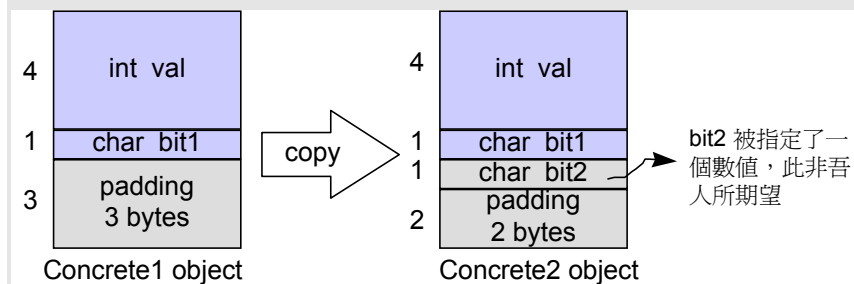 4
int val
1
char bit1
3
padding
3 bytes
Concrete1 object
copy
4
int val
1
char bit1
1
char bit2
2
padding
2 bytes
Concrete2 object
bit2 被指定了一
個數值，此非吾
人所期望